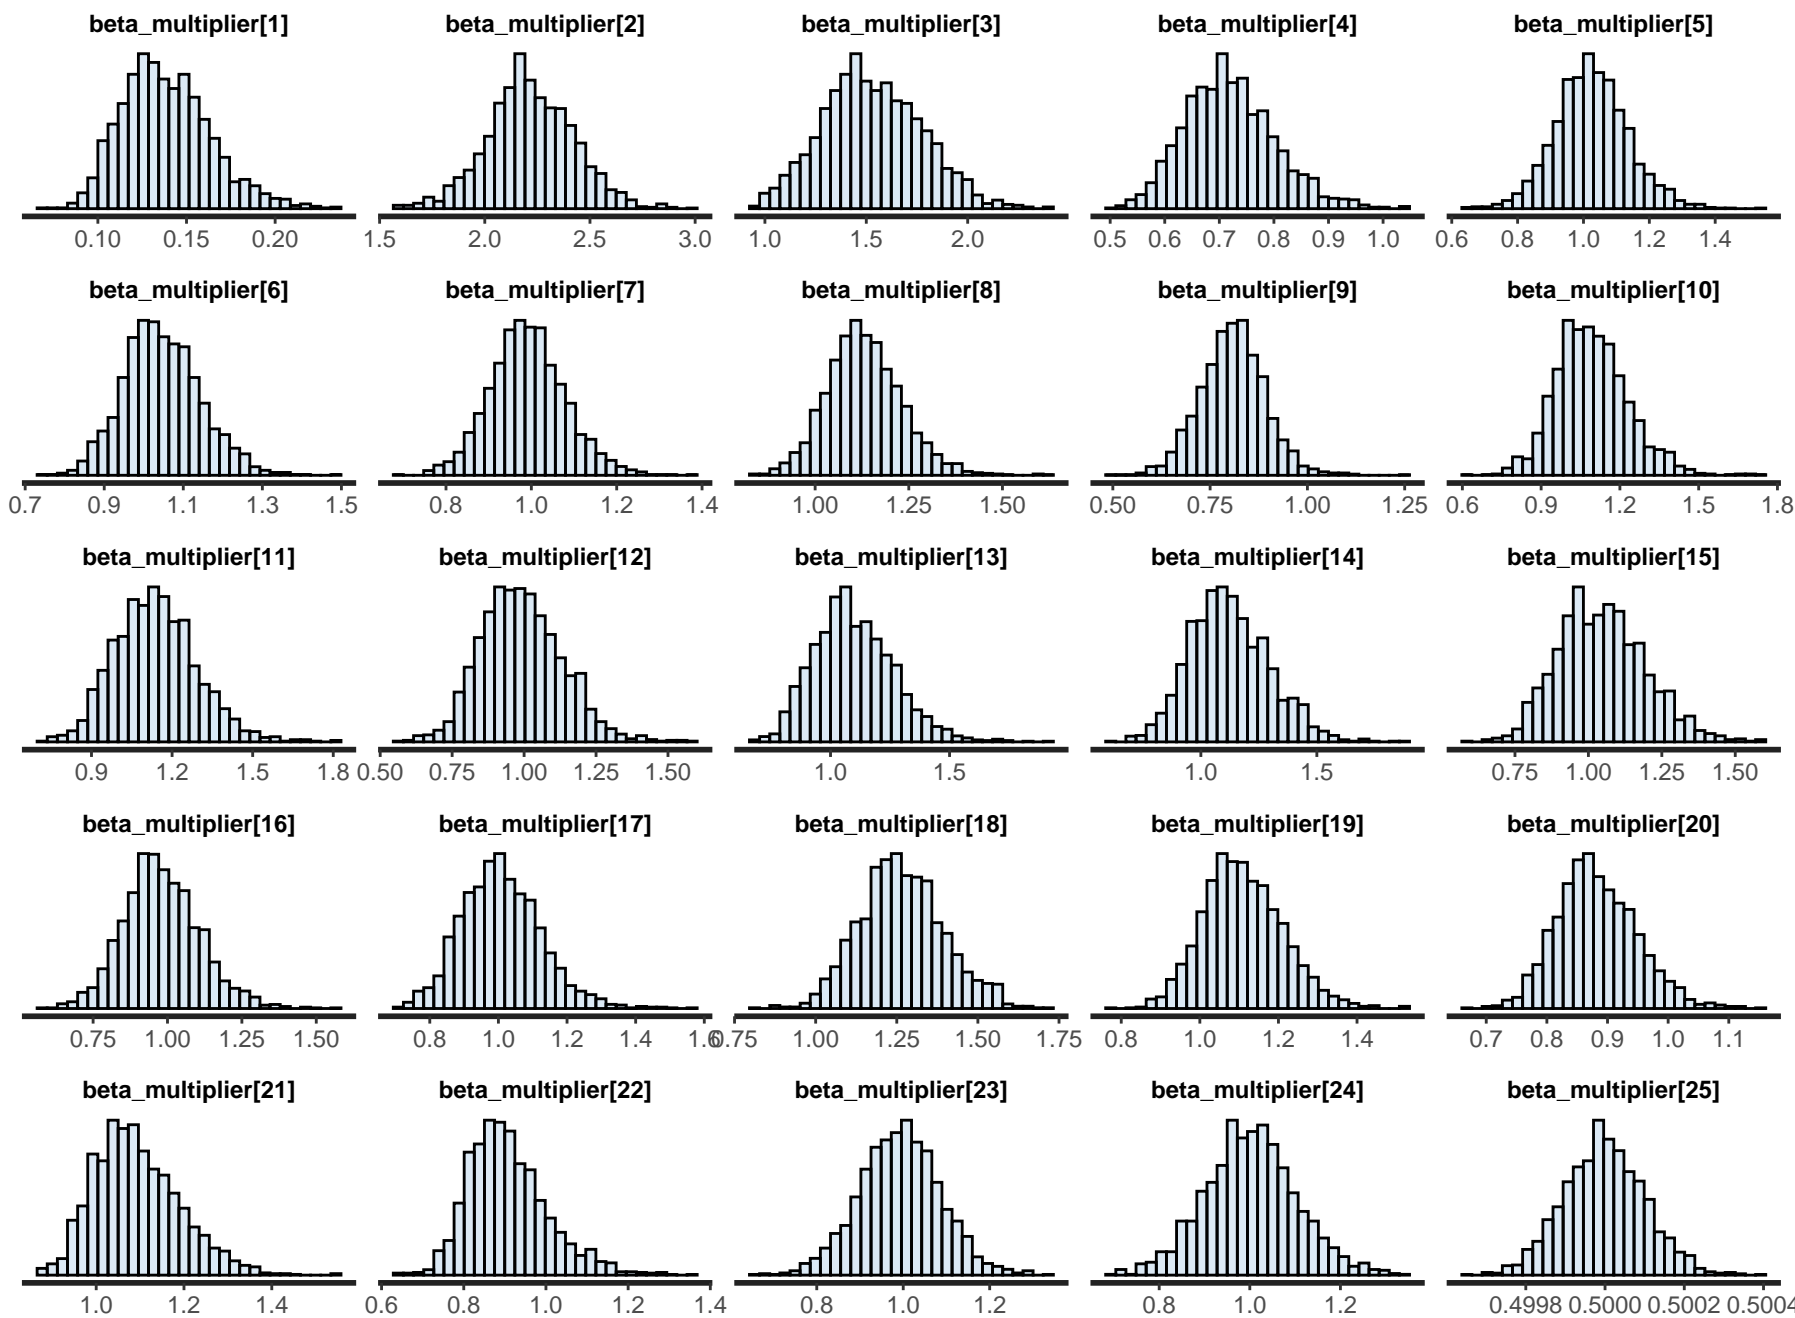 beta_multiplier[1] beta_multiplier[2] beta_multiplier[3] beta_multiplier[4] beta_multiplier[5]
0.10 0.15 0.20 1.5 2.0 2.5 3.0 1.0 1.5 2.0 0.5 0.6 0.7 0.8 0.9 1.0 0.6 0.8 1.0 1.2 1.4
beta_multiplier[6] beta_multiplier[7] beta_multiplier[8] beta_multiplier[9] beta_multiplier[10]
0.7 0.9 1.1 1.3 1.5 0.8 1.0 1.2 1.4 1.00 1.25 1.50 0.50 0.75 1.00 1.25 0.6 0.9 1.2 1.5 1.8
beta_multiplier[11] beta_multiplier[12] beta_multiplier[13] beta_multiplier[14] beta_multiplier[15]
0.9 1.2 1.5 1.8 0.50 0.75 1.00 1.25 1.50 1.0 1.5 1.0 1.5 0.75 1.00 1.25 1.50
beta_multiplier[16] beta_multiplier[17] beta_multiplier[18] beta_multiplier[19] beta_multiplier[20]
0.75 1.00 1.25 1.50 0.8 1.0 1.2 1.4 1.6 0.75 1.00 1.25 1.50 1.75 0.8 1.0 1.2 1.4 0.7 0.8 0.9 1.0 1.1
beta_multiplier[21] beta_multiplier[22] beta_multiplier[23] beta_multiplier[24] beta_multiplier[25]
1.0 1.2 1.4 0.6 0.8 1.0 1.2 1.4 0.8 1.0 1.2 0.8 1.0 1.2 0.4998 0.5000 0.5002 0.5004